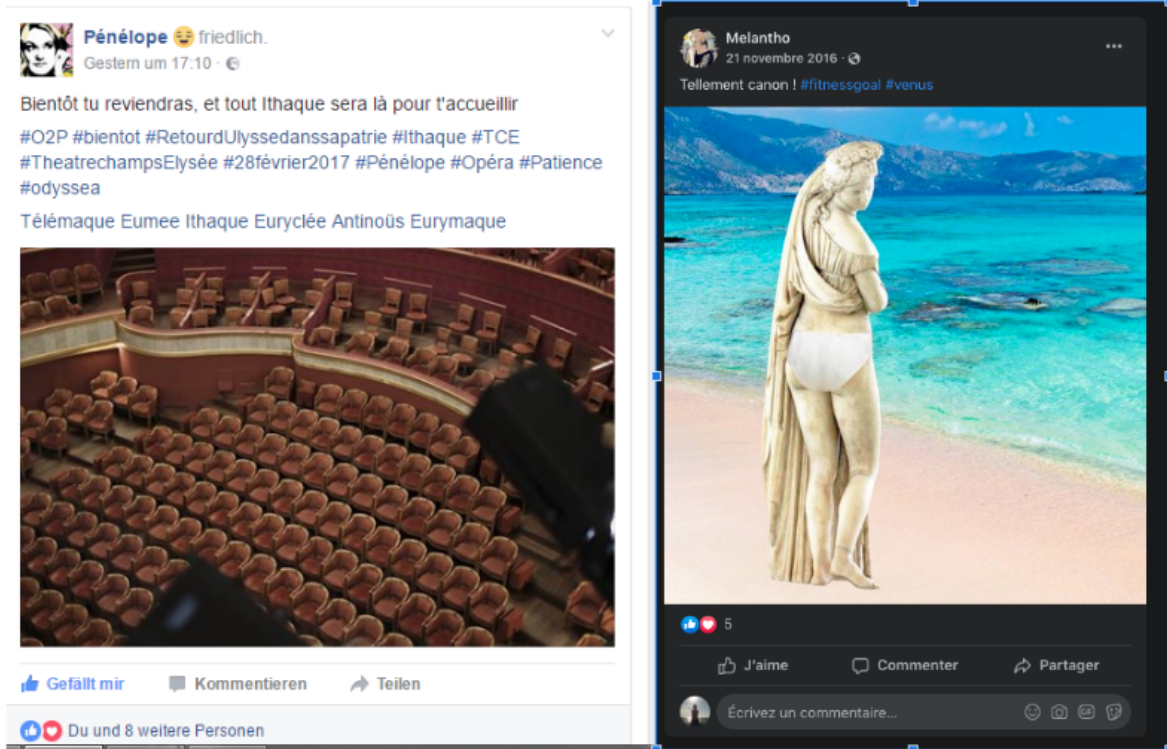 Pénélope 😉 friedlich.
Gestern um 17:10 ·
Bientôt tu reviendras, et tout Ithaque sera là pour t'accueillir
#O2P #bientot #RetourdUlyssedanssapatrie #Ithaque #TCE
#TheatrechampsElysée #28février2017 #Pénélope #Opéra #Patience
#odyssea
Télémaque Eumee Ithaque Euryclée Antinoüs Eurymaque
Gefällt mir Kommentieren Teilen
Du und 8 weitere Personen
Melantho
21 novembre 2016 ·
Tellement canon ! #fitnessgoal #venus
5
J'aime Commenter Partager
Écrivez un commentaire...
GIF